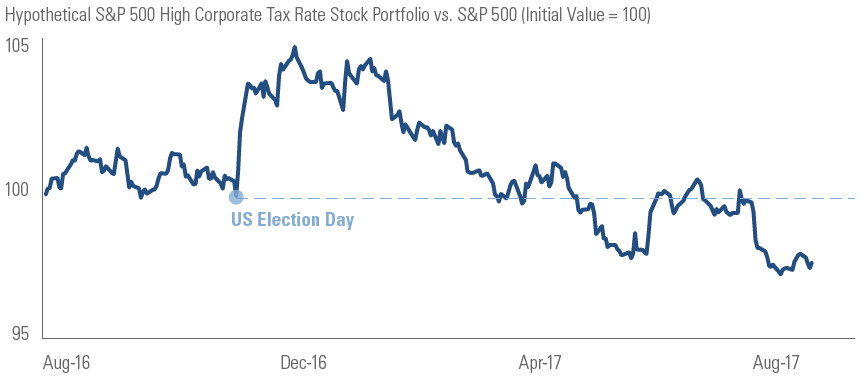 Hypothetical S&P 500 High Corporate Tax Rate Stock Portfolio vs. S&P 500 (Initial Value = 100)
105
100
US Election Day
95
Aug-16 Dec-16 Apr-17 Aug-17